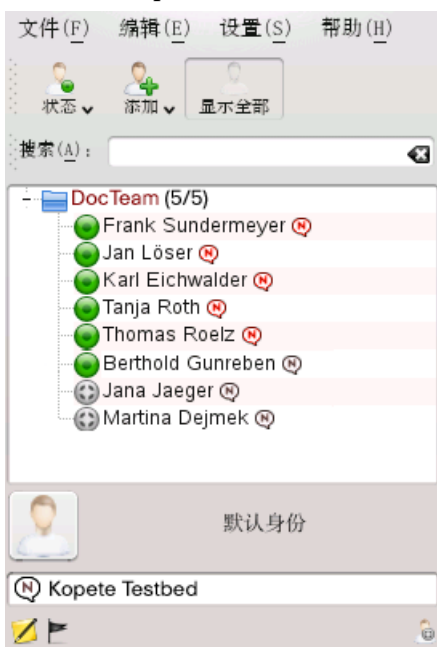 文件(F) 编辑(E) 设置(S) 帮助(H)
状态 添加 显示全部
搜索(A):
DocTeam (5/5)
Frank Sundermeyer
Jan Löser
Karl Eichwalder
Tanja Roth
Thomas Roelz
Berthold Gunreben
Jana Jaeger
Martina Dejmek
默认身份
Kopete Testbed